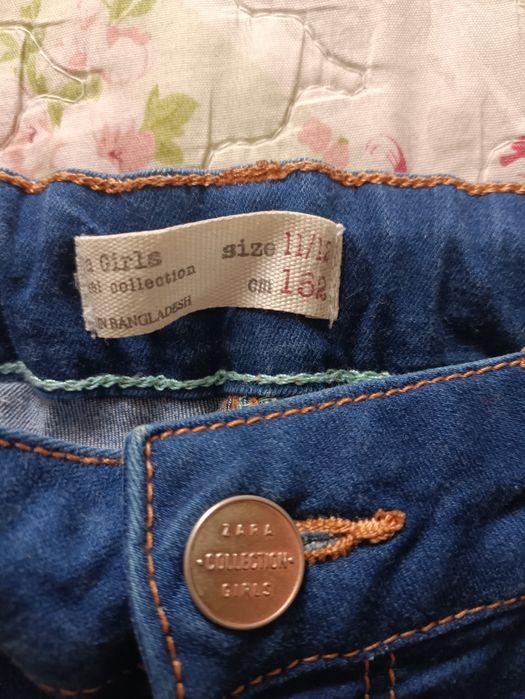 a Girls size 11/12
collection cm 152
IN BANGLADESH
ZARA
-COLLECTION-
GIRLS